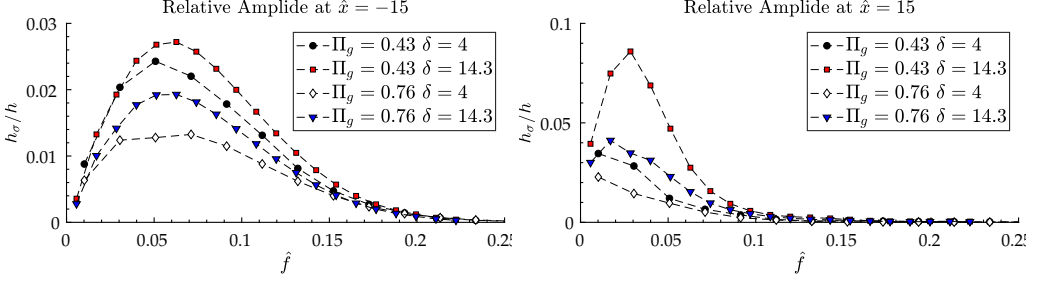 Relative Amplide at x̂ = −15
0.03
0.02
0.01
0
h_σ/h
Π_g = 0.43 δ = 4
Π_g = 0.43 δ = 14.3
Π_g = 0.76 δ = 4
Π_g = 0.76 δ = 14.3
0 0.05 0.1 0.15 0.2 0.25
f̂
Relative Amplide at x̂ = 15
0.1
0.05
0
h_σ/h
Π_g = 0.43 δ = 4
Π_g = 0.43 δ = 14.3
Π_g = 0.76 δ = 4
Π_g = 0.76 δ = 14.3
0 0.05 0.1 0.15 0.2 0.25
f̂